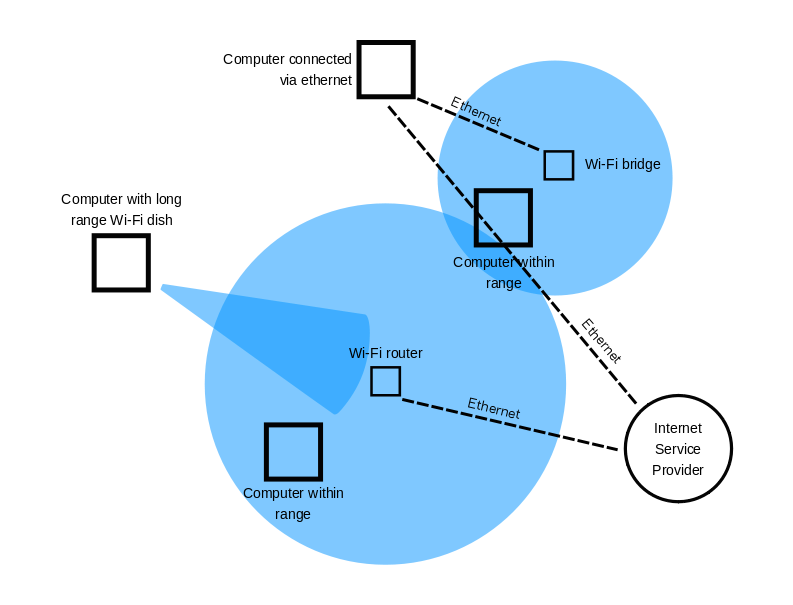 Computer connected
via ethernet
Ethernet
Wi-Fi bridge
Computer with long
range Wi-Fi dish
Computer within
range
Ethernet
Wi-Fi router
Ethernet
Internet
Service
Provider
Computer within
range